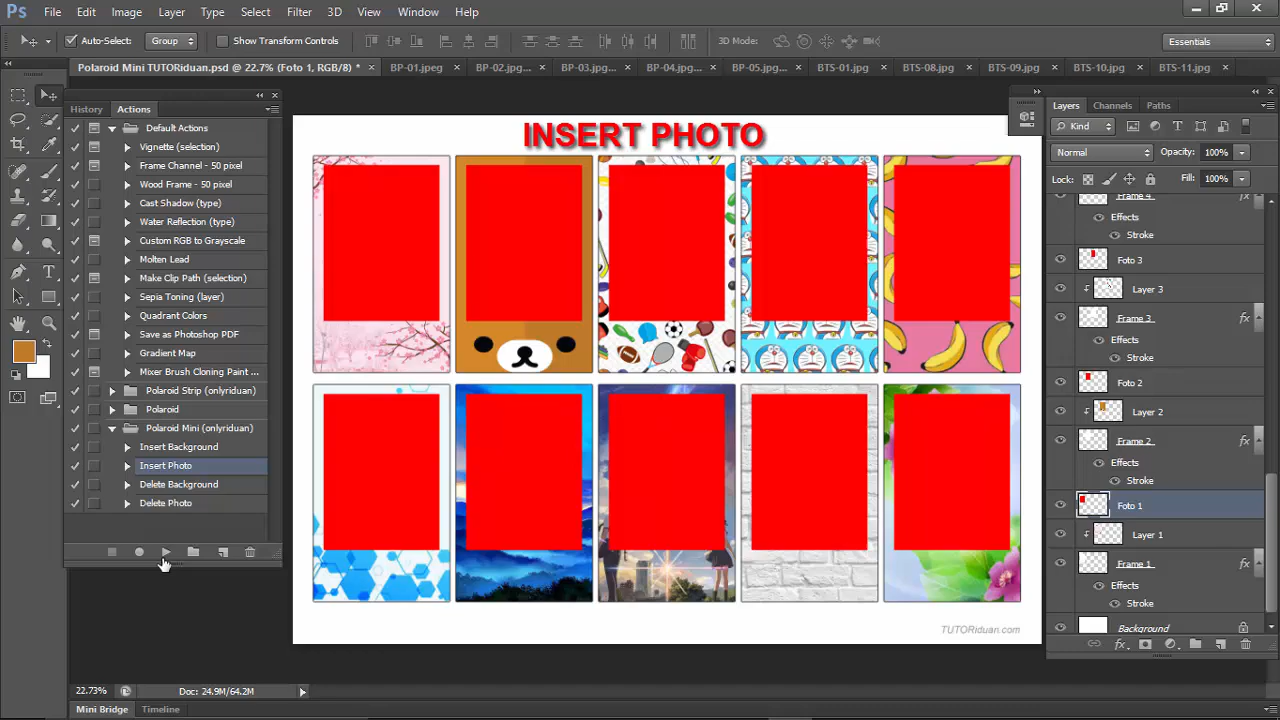 Ps File Edit Image Layer Type Select Filter 3D View Window Help
Auto-Select: Group Show Transform Controls 3D Mode: Essentials
Polaroid Mini TUTORiduan.psd @ 22.7% (Foto 1, RGB/8) * × BP-01.jpeg × BP-02.jpg... × BP-03.jpg... × BP-04.jpg... × BP-05.jpg... × BTS-01.jpg × BTS-08.jpg × BTS-09.jpg × BTS-10.jpg × BTS-11.jpg ×
History Actions
Default Actions
Vignette (selection)
Frame Channel - 50 pixel
Wood Frame - 50 pixel
Cast Shadow (type)
Water Reflection (type)
Custom RGB to Grayscale
Molten Lead
Make Clip Path (selection)
Sepia Toning (layer)
Quadrant Colors
Save as Photoshop PDF
Gradient Map
Mixer Brush Cloning Paint ...
Polaroid Strip (onlyriduan)
Polaroid
Polaroid Mini (onlyriduan)
Insert Background
Insert Photo
Delete Background
Delete Photo
INSERT PHOTO
TUTORiduan.com
Layers Channels Paths
Kind
Normal Opacity: 100%
Lock: Fill: 100%
Frame 4 fx
Effects
Stroke
Foto 3
Layer 3
Frame 3 fx
Effects
Stroke
Foto 2
Layer 2
Frame 2 fx
Effects
Stroke
Foto 1
Layer 1
Frame 1 fx
Effects
Stroke
Background
fx
22.73% Doc: 24.9M/64.2M
Mini Bridge Timeline